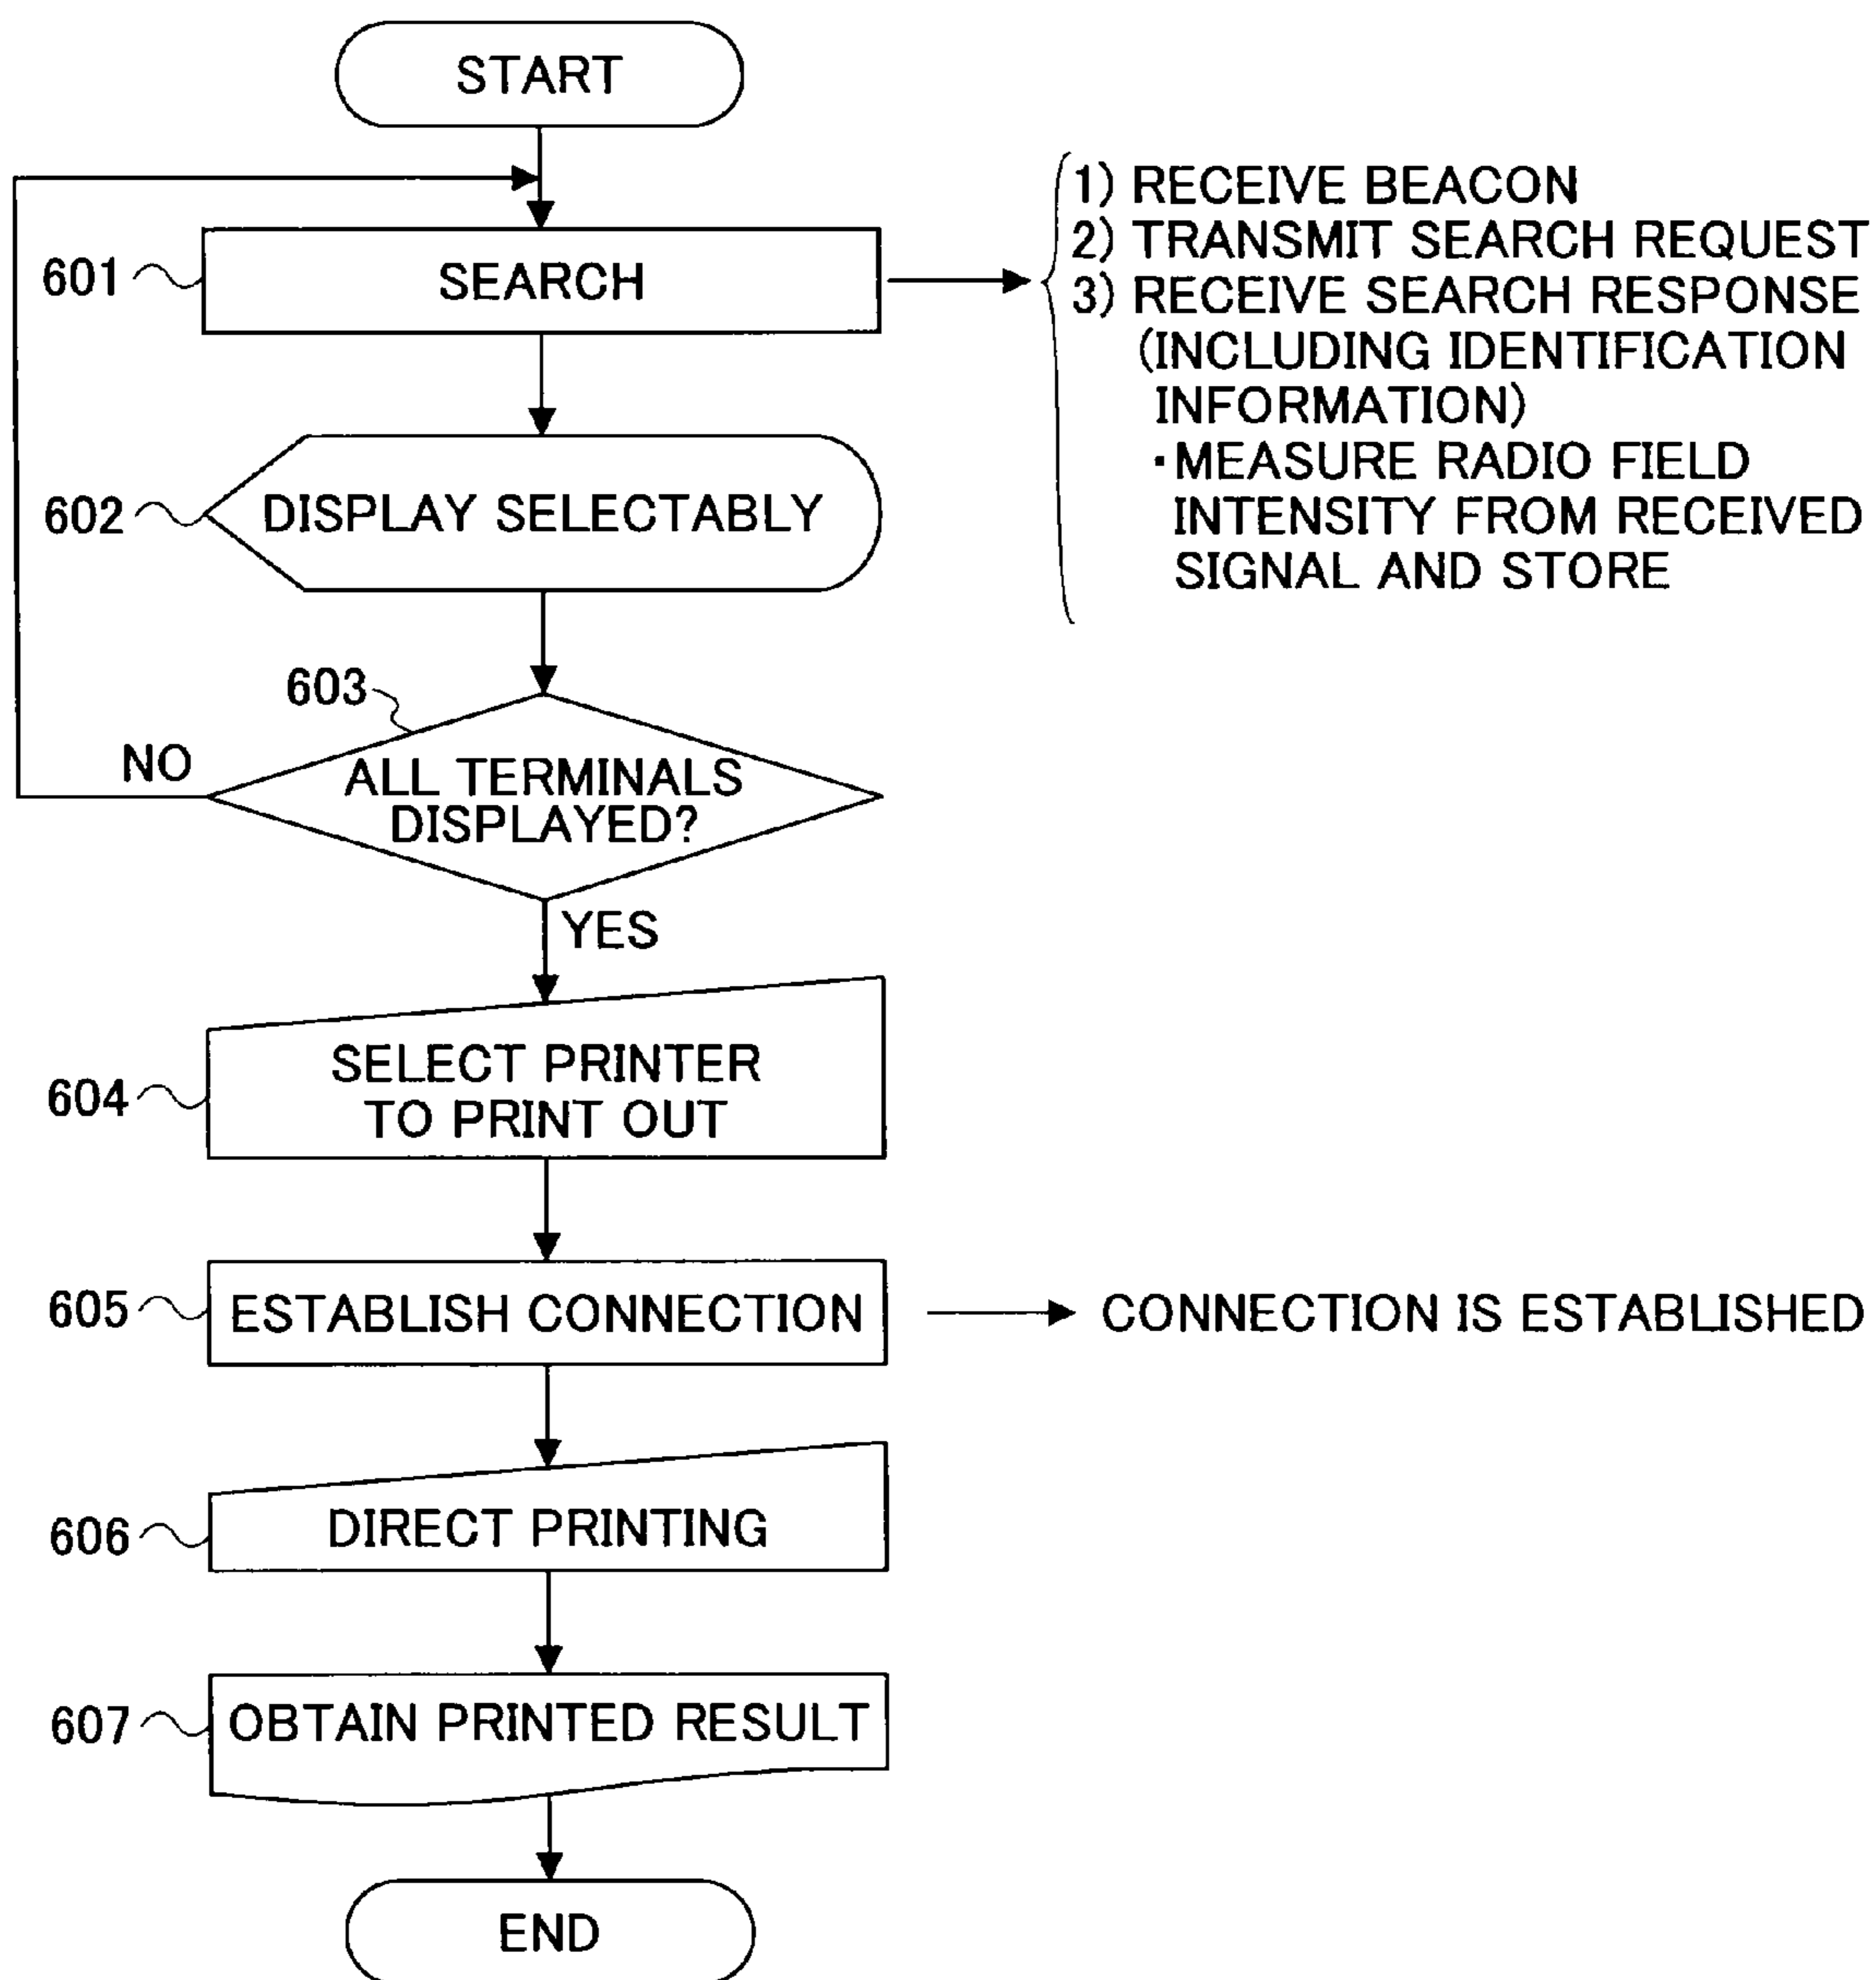 START
1) RECEIVE BEACON
2) TRANSMIT SEARCH REQUEST
3) RECEIVE SEARCH RESPONSE
(INCLUDING IDENTIFICATION
INFORMATION)
・MEASURE RADIO FIELD
INTENSITY FROM RECEIVED
SIGNAL AND STORE
601
SEARCH
602
DISPLAY SELECTABLY
603
NO
ALL TERMINALS
DISPLAYED?
YES
604
SELECT PRINTER
TO PRINT OUT
605
ESTABLISH CONNECTION
CONNECTION IS ESTABLISHED
606
DIRECT PRINTING
607
OBTAIN PRINTED RESULT
END